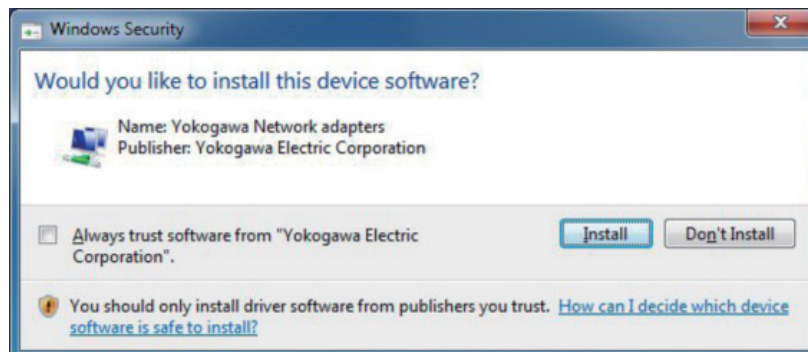 Windows Security
Would you like to install this device software?
Name: Yokogawa Network adapters
Publisher: Yokogawa Electric Corporation
Always trust software from "Yokogawa Electric
Corporation".
Install
Don't Install
You should only install driver software from publishers you trust. How can I decide which device
software is safe to install?